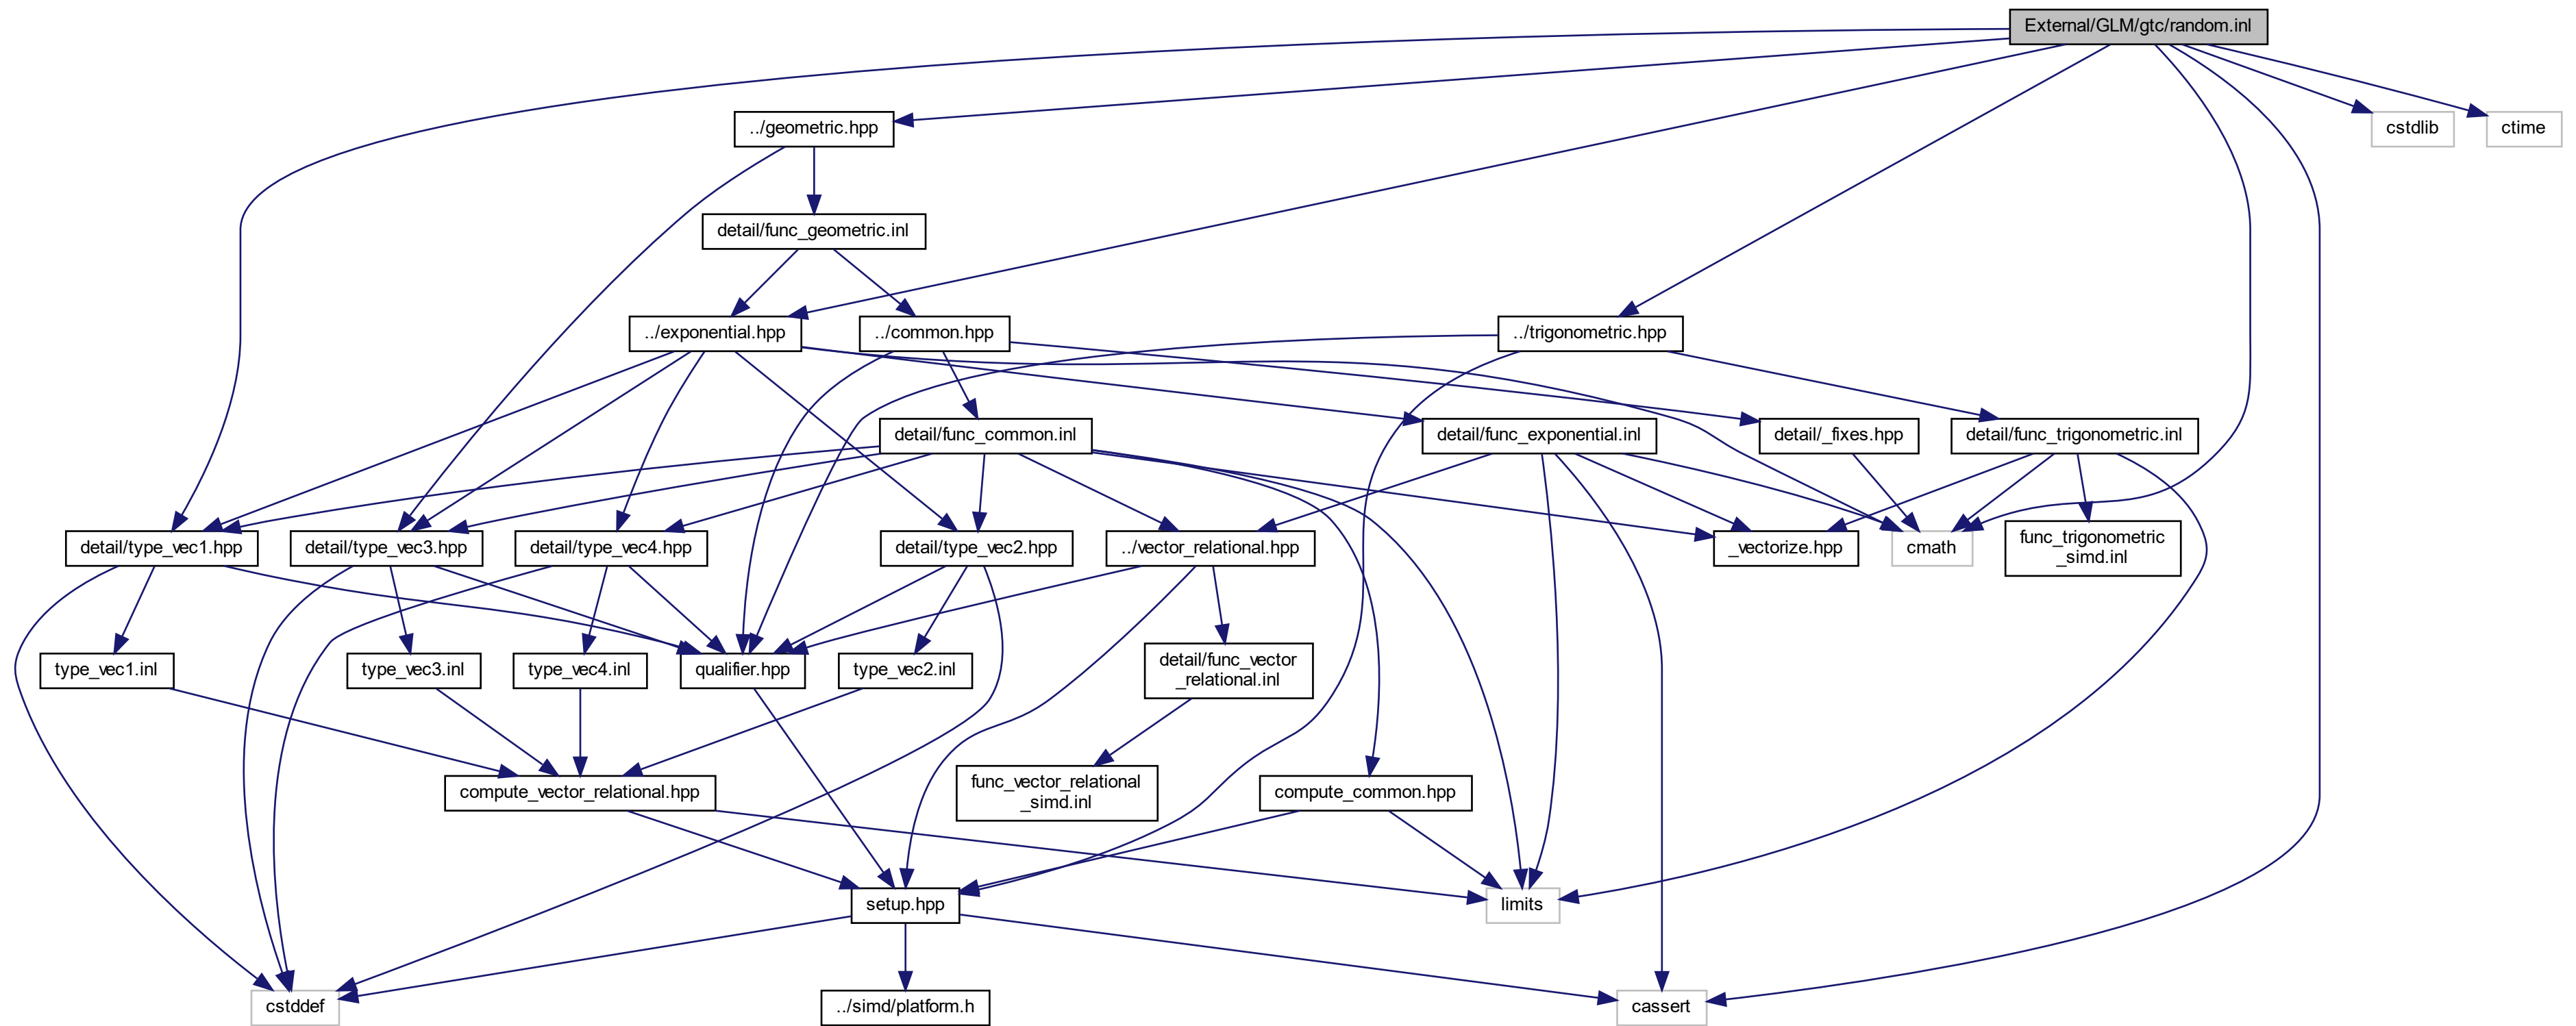 External/GLM/gtc/random.inl
../geometric.hpp
cstdlib
ctime
detail/func_geometric.inl
../exponential.hpp
../common.hpp
../trigonometric.hpp
detail/func_common.inl
detail/func_exponential.inl
detail/_fixes.hpp
detail/func_trigonometric.inl
detail/type_vec1.hpp
detail/type_vec3.hpp
detail/type_vec4.hpp
detail/type_vec2.hpp
../vector_relational.hpp
_vectorize.hpp
cmath
func_trigonometric
_simd.inl
type_vec1.inl
type_vec3.inl
type_vec4.inl
qualifier.hpp
type_vec2.inl
detail/func_vector
_relational.inl
compute_vector_relational.hpp
func_vector_relational
_simd.inl
compute_common.hpp
setup.hpp
limits
cstddef
../simd/platform.h
cassert